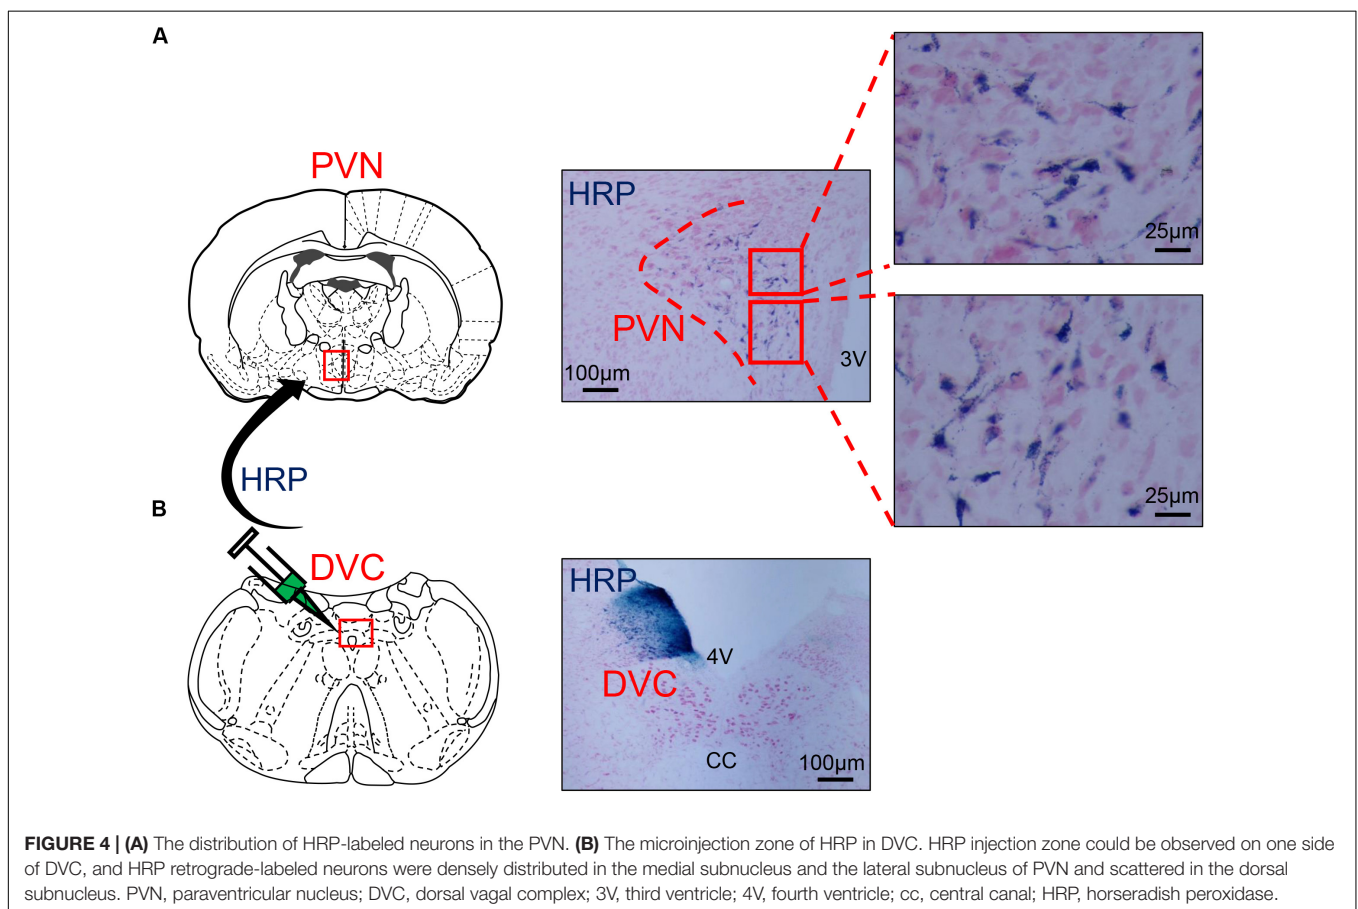 A
PVN
HRP
PVN
3V
100µm
25µm
25µm
HRP
B
DVC
HRP
4V
DVC
CC
100µm
FIGURE 4 | (A) The distribution of HRP-labeled neurons in the PVN. (B) The microinjection zone of HRP in DVC. HRP injection zone could be observed on one side
of DVC, and HRP retrograde-labeled neurons were densely distributed in the medial subnucleus and the lateral subnucleus of PVN and scattered in the dorsal
subnucleus. PVN, paraventricular nucleus; DVC, dorsal vagal complex; 3V, third ventricle; 4V, fourth ventricle; cc, central canal; HRP, horseradish peroxidase.